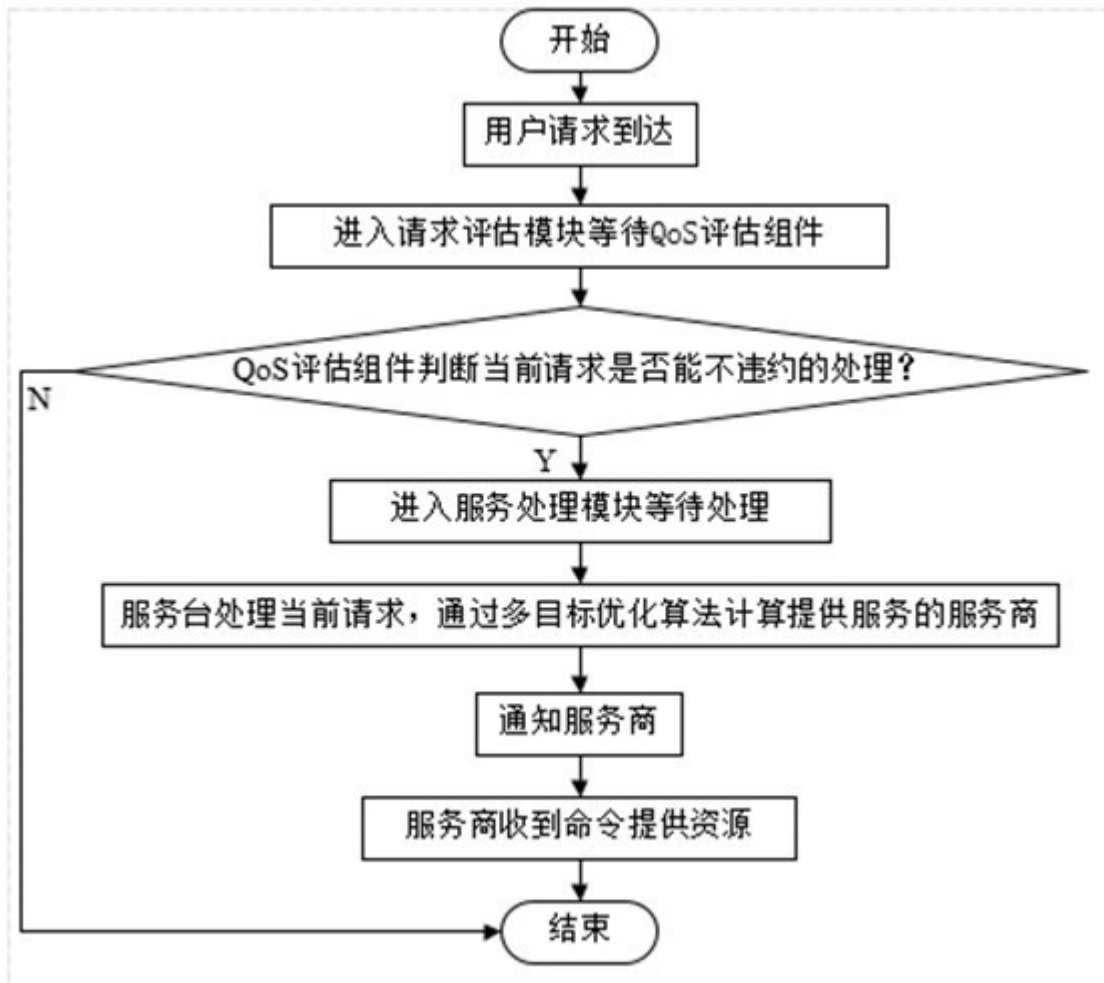 开始
用户请求到达
进入请求评估模块等待QoS评估组件
QoS评估组件判断当前请求是否能不违约的处理？
N
Y
进入服务处理模块等待处理
服务台处理当前请求，通过多目标优化算法计算提供服务的服务商
通知服务商
服务商收到命令提供资源
结束